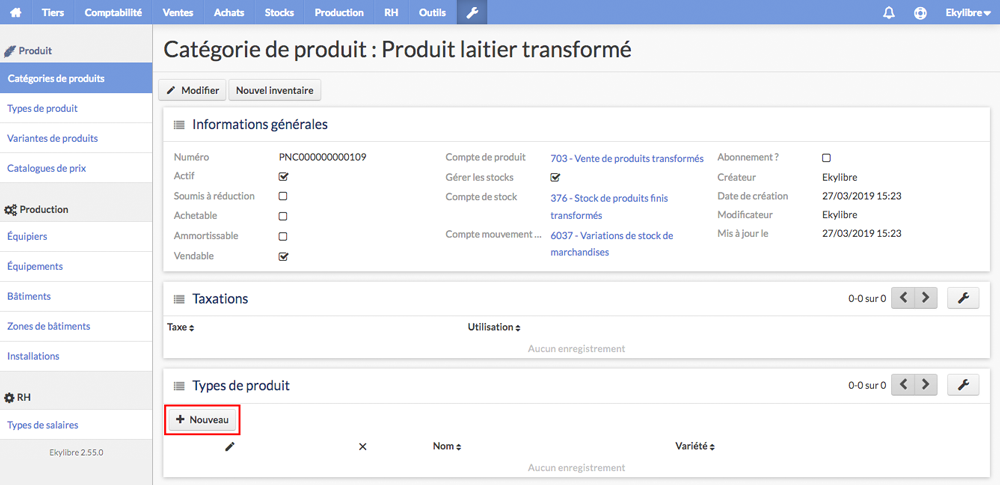 Tiers Comptabilité Ventes Achats Stocks Production RH Outils Ekylibre
Produit
Catégories de produits
Types de produit
Variantes de produits
Catalogues de prix
Production
Équipiers
Équipements
Bâtiments
Zones de bâtiments
Installations
RH
Types de salaires
Ekylibre 2.55.0
Catégorie de produit : Produit laitier transformé
Modifier Nouvel inventaire
Informations générales
Numéro PNC000000000109
Actif
Soumis à réduction
Achetable
Ammortissable
Vendable
Compte de produit 703 - Vente de produits transformés
Gérer les stocks
Compte de stock 376 - Stock de produits finis
transformés
Compte mouvement ... 6037 - Variations de stock de
marchandises
Abonnement ?
Créateur Ekylibre
Date de création 27/03/2019 15:23
Modificateur Ekylibre
Mis à jour le 27/03/2019 15:23
Taxations 0-0 sur 0
Taxe Utilisation
Aucun enregistrement
Types de produit 0-0 sur 0
+ Nouveau
Nom Variété
Aucun enregistrement